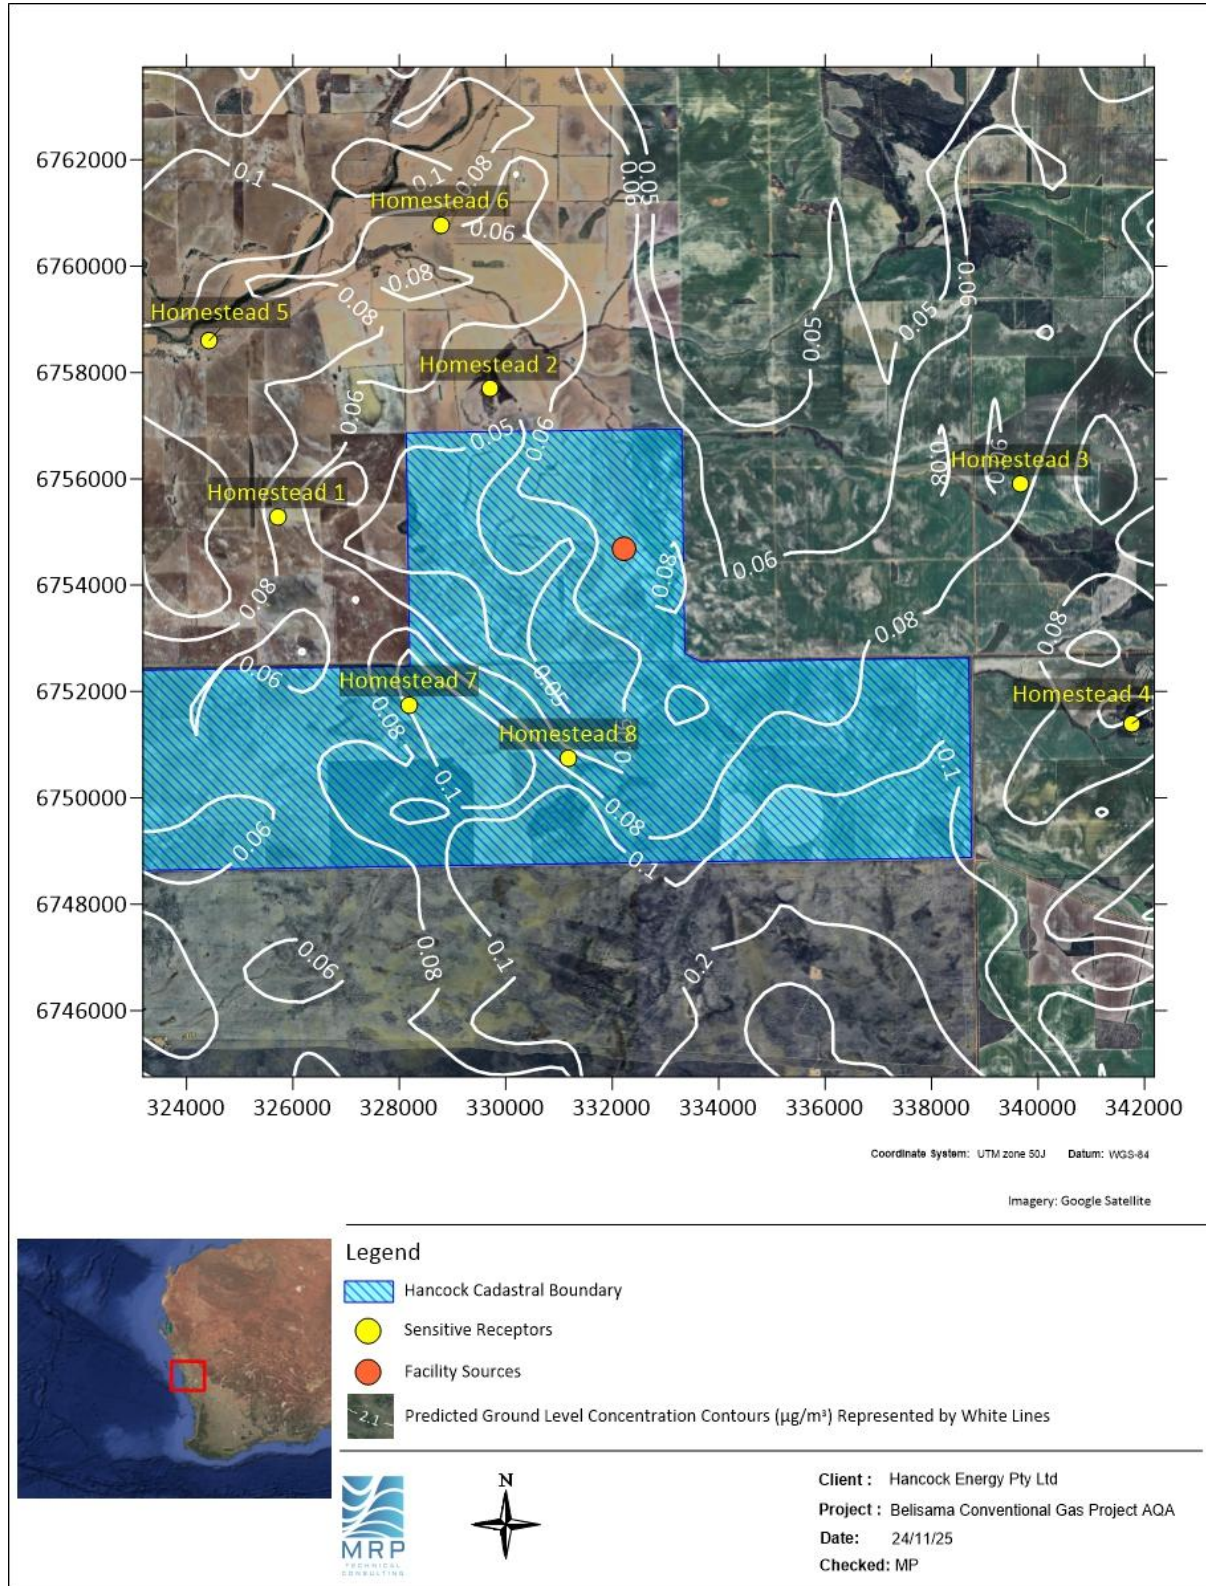 6762000
6760000
6758000
6756000
6754000
6752000
6750000
6748000
6746000
0.1
0.1
0.08
Homestead 6
0.06
0.08
0.08
Homestead 5
Homestead 2
0.06
0.05
0.06
0.05
0.06
0.05
0.05
0.06
0.08
0.06
Homestead 3
Homestead 1
0.08
0.08
0.06
0.08
0.08
0.06
Homestead 7
0.05
0.08
Homestead 8
Homestead 4
0.1
0.1
0.08
0.1
0.06
0.06
0.08
0.1
0.2
324000 326000 328000 330000 332000 334000 336000 338000 340000 342000
Coordinate System: UTM zone 50J Datum: WGS-84
Imagery: Google Satellite
Legend
Hancock Cadastral Boundary
Sensitive Receptors
Facility Sources
2.1
Predicted Ground Level Concentration Contours (µg/m³) Represented by White Lines
MRP
TECHNICAL
CONSULTING
N
Client : Hancock Energy Pty Ltd
Project : Belisama Conventional Gas Project AQA
Date: 24/11/25
Checked: MP